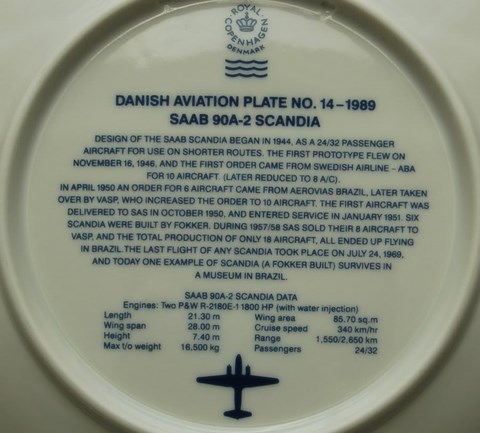 ROYAL
COPENHAGEN
DENMARK
DANISH AVIATION PLATE NO. 14–1989
SAAB 90A-2 SCANDIA
DESIGN OF THE SAAB SCANDIA BEGAN IN 1944, AS A 24/32 PASSENGER
AIRCRAFT FOR USE ON SHORTER ROUTES. THE FIRST PROTOTYPE FLEW ON
NOVEMBER 16, 1946, AND THE FIRST ORDER CAME FROM SWEDISH AIRLINE – ABA
FOR 10 AIRCRAFT. (LATER REDUCED TO 8 A/C).
IN APRIL 1950 AN ORDER FOR 6 AIRCRAFT CAME FROM AEROVIAS BRAZIL, LATER TAKEN
OVER BY VASP, WHO INCREASED THE ORDER TO 10 AIRCRAFT. THE FIRST AIRCRAFT WAS
DELIVERED TO SAS IN OCTOBER 1950, AND ENTERED SERVICE IN JANUARY 1951. SIX
SCANDIA WERE BUILT BY FOKKER. DURING 1957/58 SAS SOLD THEIR 8 AIRCRAFT TO
VASP, AND THE TOTAL PRODUCTION OF ONLY 18 AIRCRAFT, ALL ENDED UP FLYING
IN BRAZIL. THE LAST FLIGHT OF ANY SCANDIA TOOK PLACE ON JULY 24, 1969,
AND TODAY ONE EXAMPLE OF SCANDIA (A FOKKER BUILT) SURVIVES IN
A MUSEUM IN BRAZIL.
SAAB 90A-2 SCANDIA DATA
Engines: Two P&W R-2180E-1 1800 HP (with water injection)
Length 21.30 m Wing area 85.70 sq.m
Wing span 28.00 m Cruise speed 340 km/hr
Height 7.40 m Range 1,550/2,650 km
Max t/o weight 16,500 kg Passengers 24/32